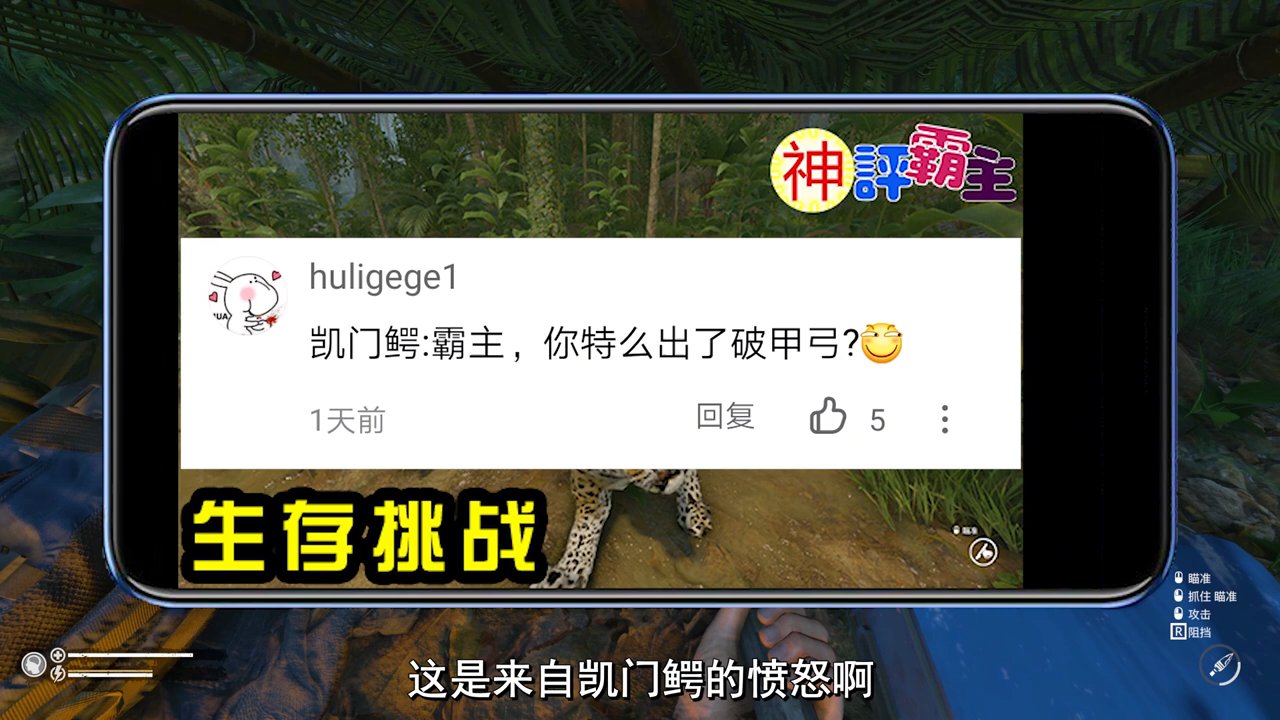 神評霸主
huligege1
凯门鳄:霸主，你特么出了破甲弓?
1天前
回复
5
生存挑战
瞄准
抓住 瞄准
攻击
R 阻挡
这是来自凯门鳄的愤怒啊